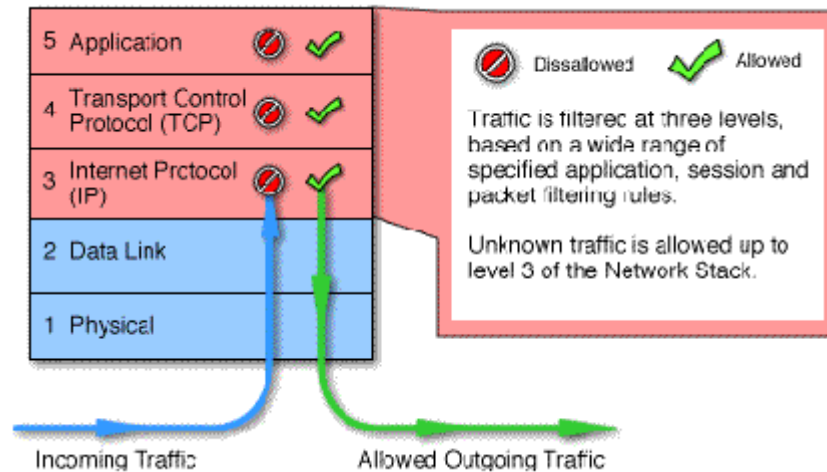 5 Application
4 Transport Control
Protocol (TCP)
3 Internet Prctocol
(IP)
2 Data Link
1 Physical
Incoming Traffic
Allowed Outgoing Traffic
Dissallowed
Allowed
Traffic is filtered at three levels,
based on a wide range of
specified application, session and
packet filtering rules.
Unknown traffic is allowed up to
level 3 of the Network Stack.